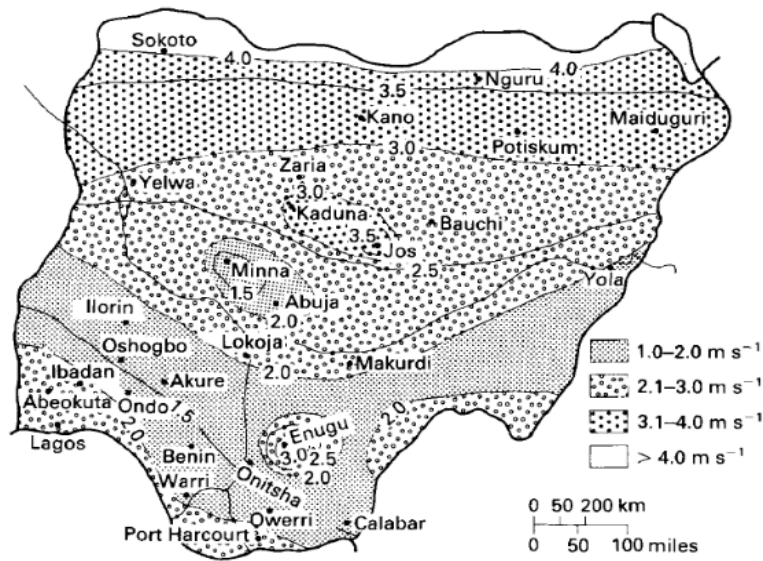 Sokoto
4.0
4.0
Nguru
3.5
Kano
Maiduguri
Potiskum
3.0
Zaria
Yelwa
3.0
Kaduna
Bauchi
3.5
Jos
2.5
Minna
Yola
1.5
Abuja
2.0
Ilorin
Lokoja
Oshogbo
Makurdi
2.0
Ibadan
Akure
Abeokuta
Ondo
1.5
2.0
2.0
Lagos
Enugu
Benin
3.0
2.5
2.0
Onitsha
Warri
Owerri
Calabar
Port Harcourt
1.0–2.0 m s⁻¹
2.1–3.0 m s⁻¹
3.1–4.0 m s⁻¹
> 4.0 m s⁻¹
0 50 200 km
0 50 100 miles